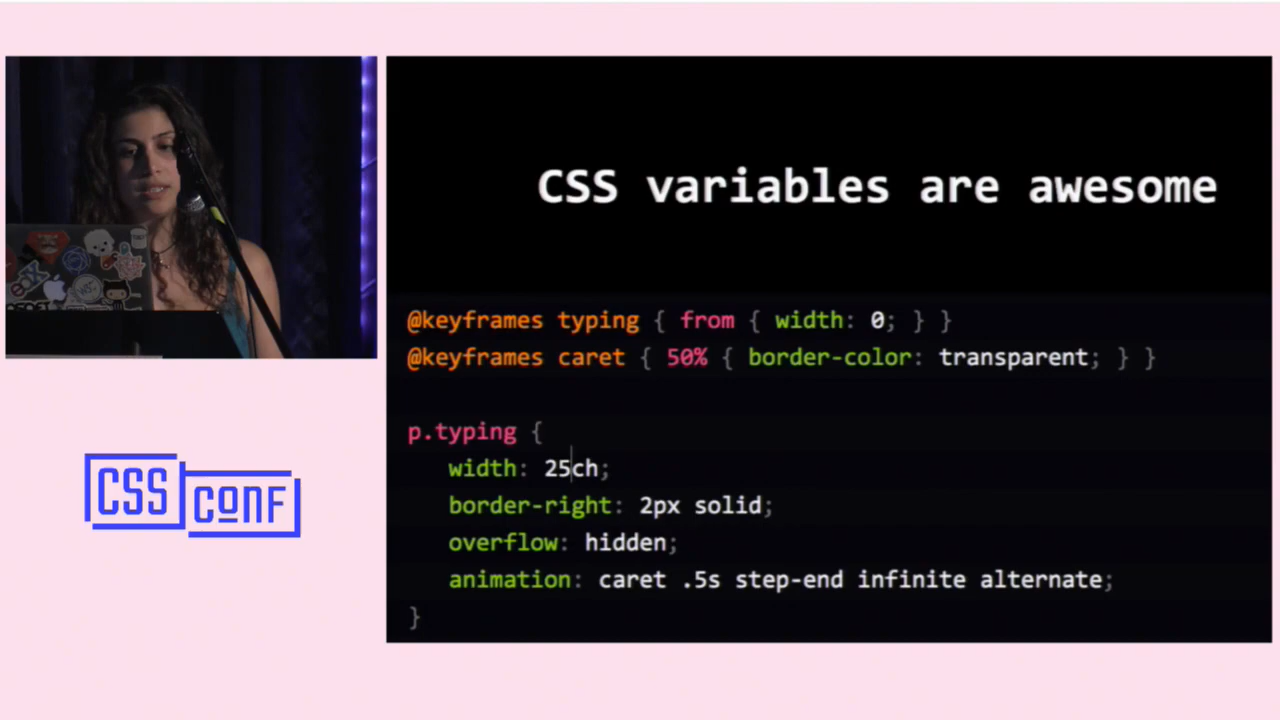 CSS variables are awesome
@keyframes typing { from { width: 0; } }
@keyframes caret { 50% { border-color: transparent; } }
p.typing {
width: 25ch;
border-right: 2px solid;
overflow: hidden;
animation: caret .5s step-end infinite alternate;
}
CSS
CONF